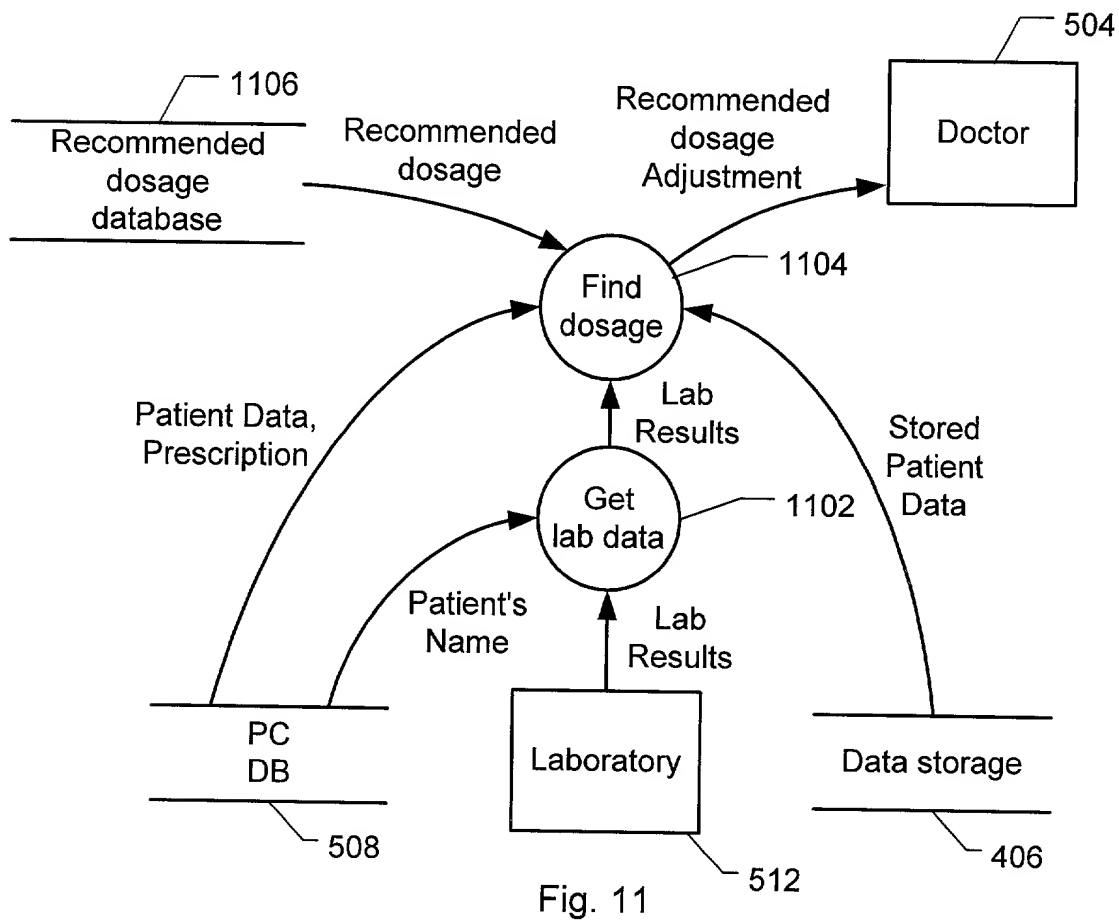 504
1106
Recommended
dosage
database
Recommended
dosage
Recommended
dosage
Adjustment
Doctor
1104
Find
dosage
Patient Data,
Prescription
Lab
Results
Stored
Patient
Data
Get
lab data
1102
Patient's
Name
Lab
Results
PC
DB
Laboratory
Data storage
508
512
406
Fig. 11